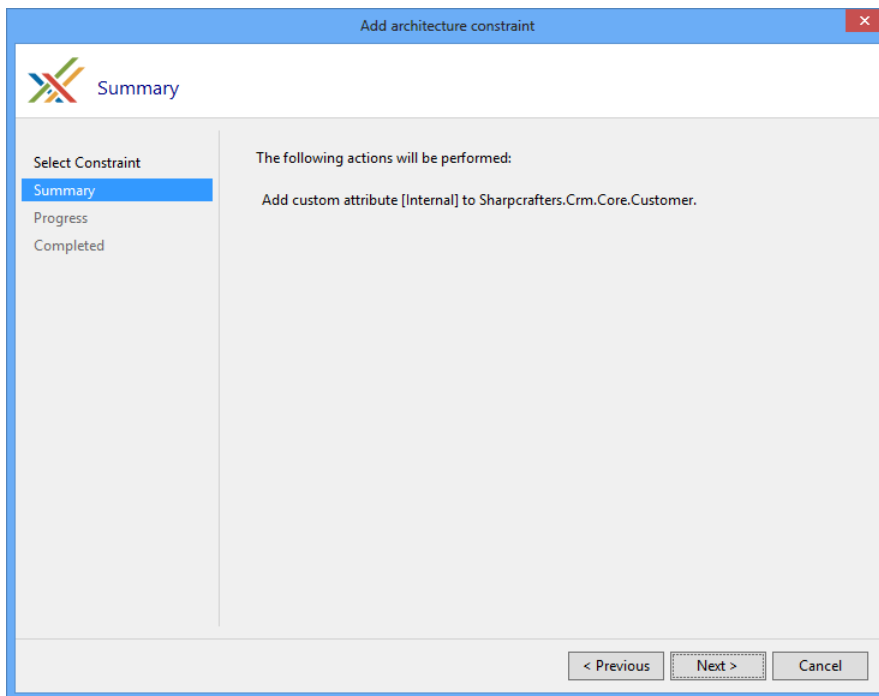 Add architecture constraint
Summary
Select Constraint
Summary
Progress
Completed
The following actions will be performed:
Add custom attribute [Internal] to Sharpcrafters.Crm.Core.Customer.
< Previous
Next >
Cancel